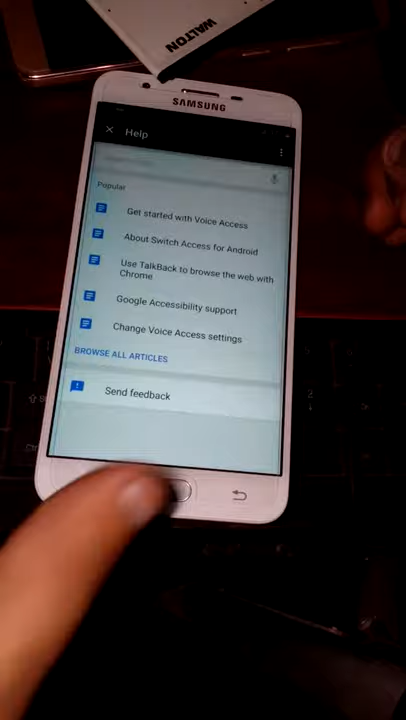 WALTON
SAMSUNG
Help
Popular
Get started with Voice Access
About Switch Access for Android
Use TalkBack to browse the web with
Chrome
Google Accessibility support
Change Voice Access settings
BROWSE ALL ARTICLES
Send feedback